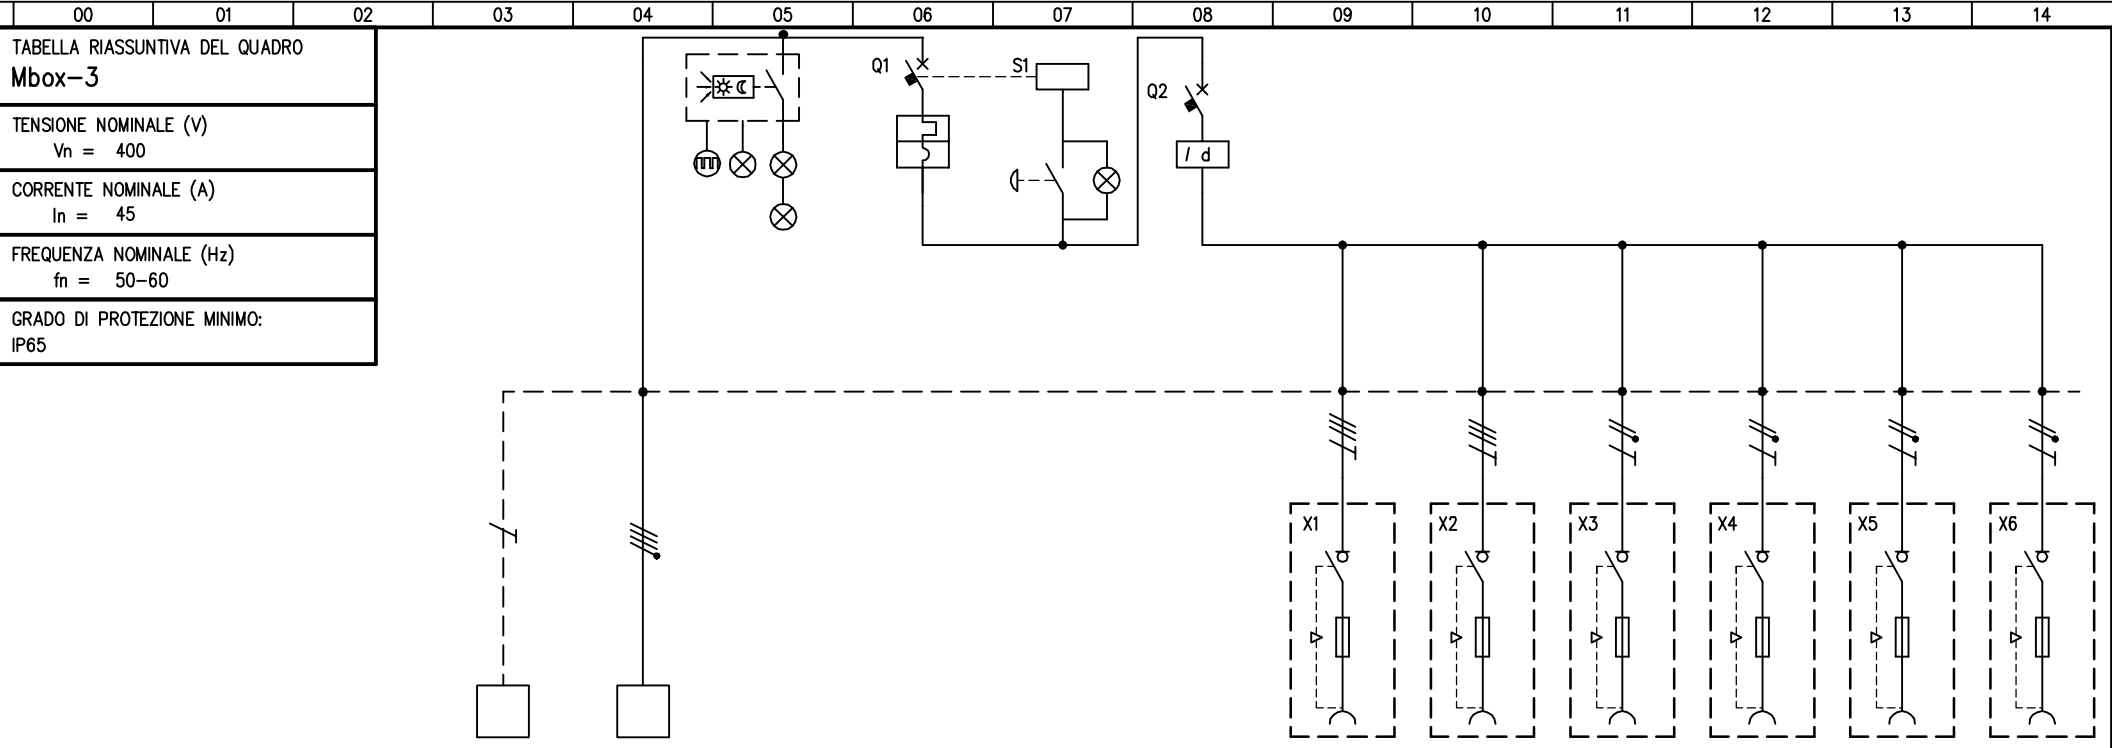 00 01 02 03 04 05 06 07 08 09 10 11 12 13 14
TABELLA RIASSUNTIVA DEL QUADRO
Mbox-3
TENSIONE NOMINALE (V)
Vn = 400
CORRENTE NOMINALE (A)
In = 45
FREQUENZA NOMINALE (Hz)
fn = 50-60
GRADO DI PROTEZIONE MINIMO:
IP65
Q1
S1
Q2
I d
X1 X2 X3 X4 X5 X6